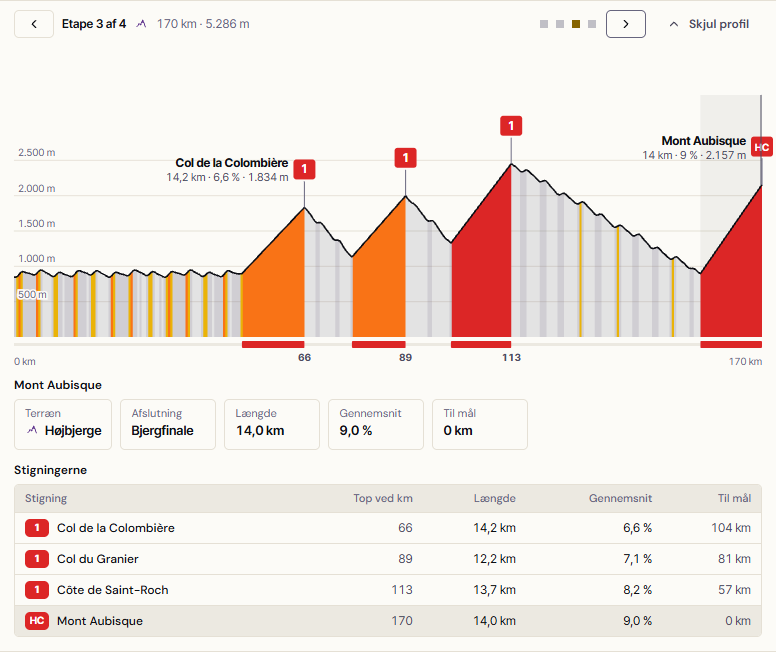 Etape 3 af 4 170 km · 5.286 m Skjul profil
1
Mont Aubisque
14 km · 9 % · 2.157 m
HC
2.500 m
Col de la Colombière
14,2 km · 6,6 % · 1.834 m
1
1
2.000 m
1.500 m
1.000 m
500 m
0 km 66 89 113 170 km
Mont Aubisque
Terræn Afslutning Længde Gennemsnit Til mål
Højbjerge Bjergfinale 14,0 km 9,0 % 0 km
Stigningerne
Stigning Top ved km Længde Gennemsnit Til mål
1 Col de la Colombière 66 14,2 km 6,6 % 104 km
1 Col du Granier 89 12,2 km 7,1 % 81 km
1 Côte de Saint-Roch 113 13,7 km 8,2 % 57 km
HC Mont Aubisque 170 14,0 km 9,0 % 0 km